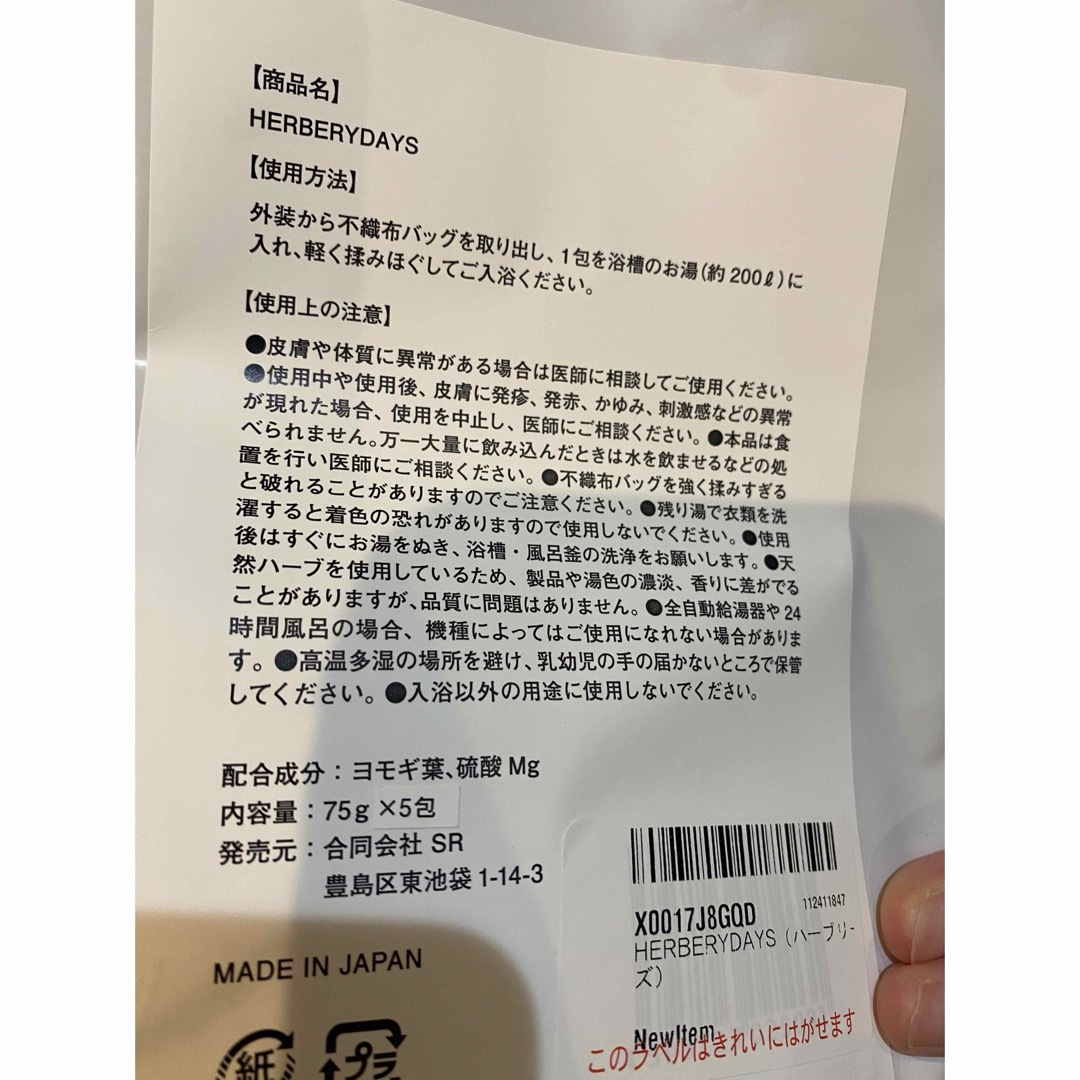 【商品名】
HERBERYDAYS
【使用方法】
外装から不織布バッグを取り出し、1包を浴槽のお湯(約200ℓ)に
入れ、軽く揉みほぐしてご入浴ください。
【使用上の注意】
●皮膚や体質に異常がある場合は医師に相談してご使用ください。
●使用中や使用後、皮膚に発疹、発赤、かゆみ、刺激感などの異常
が現れた場合、使用を中止し、医師にご相談ください。●本品は食
べられません。万一大量に飲み込んだときは水を飲ませるなどの処
置を行い医師にご相談ください。●不織布バッグを強く揉みすぎる
と破れることがありますのでご注意ください。●残り湯で衣類を洗
濯すると着色の恐れがありますので使用しないでください。●使用
後はすぐにお湯をぬき、浴槽・風呂釜の洗浄をお願いします。●天
然ハーブを使用しているため、製品や湯色の濃淡、香りに差がでる
ことがありますが、品質に問題はありません。●全自動給湯器や24
時間風呂の場合、機種によってはご使用になれない場合がありま
す。●高温多湿の場所を避け、乳幼児の手の届かないところで保管
してください。●入浴以外の用途に使用しないでください。
配合成分：ヨモギ葉、硫酸Mg
内容量：75g×5包
発売元：合同会社 SR
豊島区東池袋1-14-3
MADE IN JAPAN
紙
プラ
112411847
X0017J8GQD
HERBERYDAYS（ハーブリー
ズ）
NewItem
このラベルはきれいにはがせます